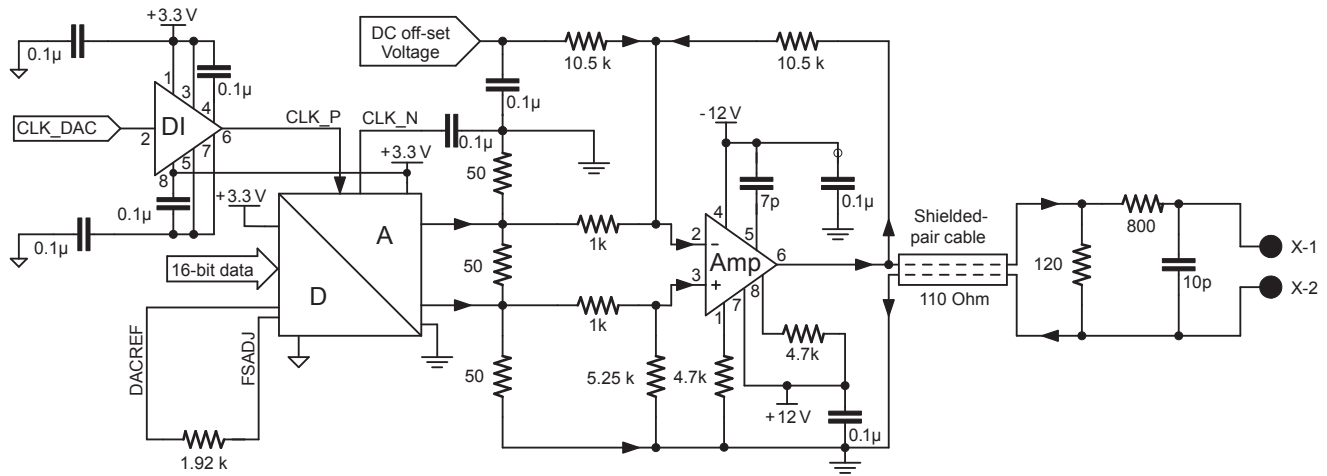 +3.3 V
0.1µ
1
3
0.1µ
4
CLK_DAC
2
DI
6
5
7
8
CLK_P
CLK_N
DC off-set
Voltage
10.5 k
10.5 k
0.1µ
0.1µ
+3.3 V
+3.3 V
0.1µ
0.1µ
50
A
D
16-bit data
DACREF
FSADJ
1.92 k
50
50
1k
1k
5.25 k
4.7k
-12 V
4
7p
0.1µ
2
−
5
Amp
6
3
+
7
8
1
4.7k
+12 V
0.1µ
Shielded-
pair cable
110 Ohm
120
800
10p
X-1
X-2